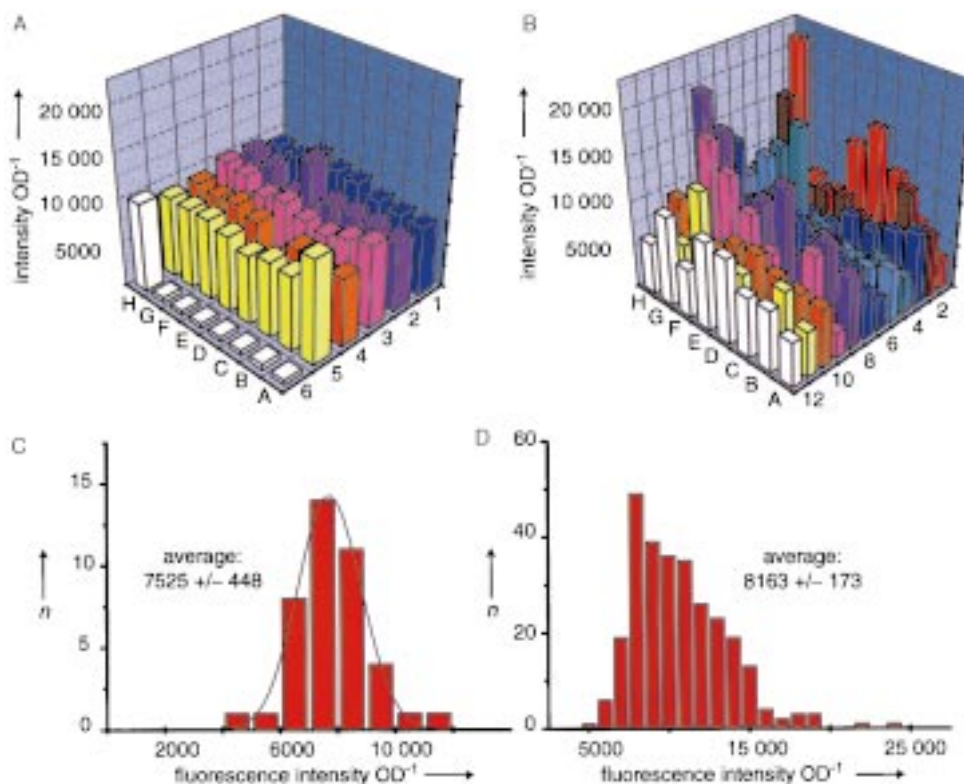 A
intensity OD⁻¹
20 000
15 000
10 000
5000
H
G
F
E
D
C
B
A
6
5
4
3
2
1
B
intensity OD⁻¹
20 000
15 000
10 000
5000
H
G
F
E
D
C
B
A
12
10
8
6
4
2
C
15
10
5
0
n
average:
7525 +/− 448
2000
6000
10 000
fluorescence intensity OD⁻¹
D
60
40
20
0
n
average:
8163 +/− 173
5000
15 000
25 000
fluorescence intensity OD⁻¹